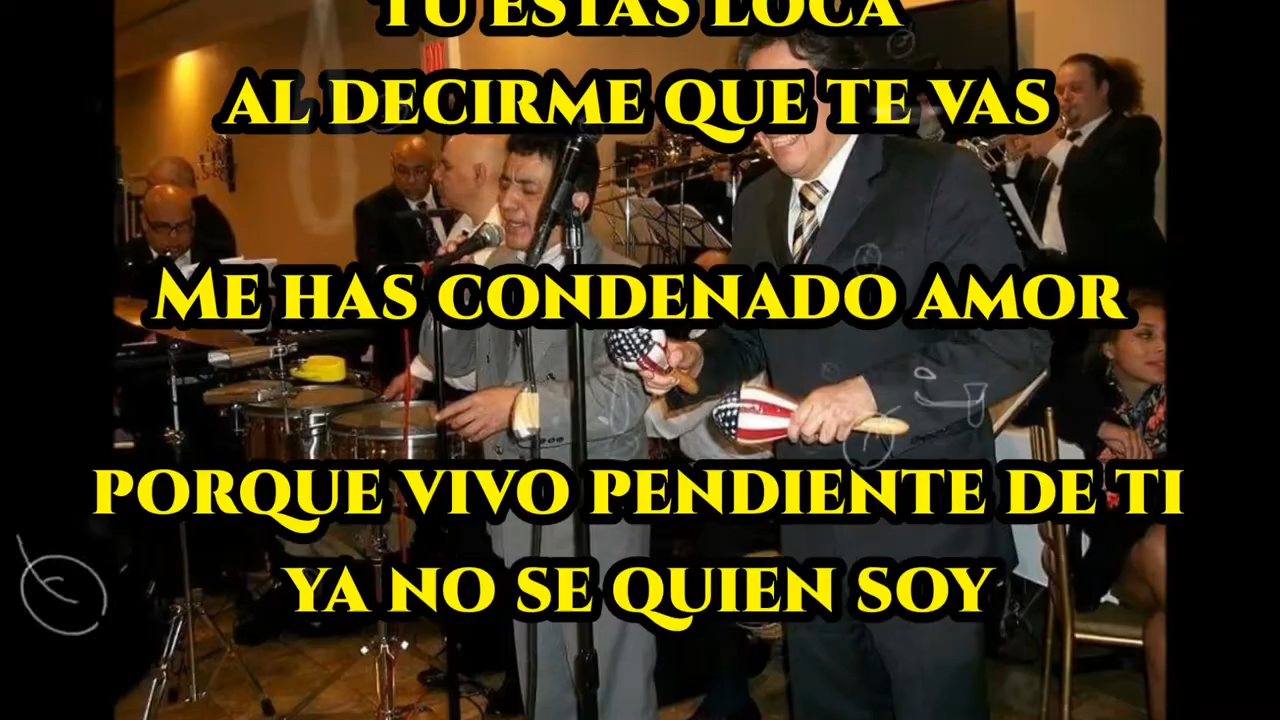 TU ESTAS LOCA
AL DECIRME QUE TE VAS
ME HAS CONDENADO AMOR
PORQUE VIVO PENDIENTE DE TI
YA NO SE QUIEN SOY